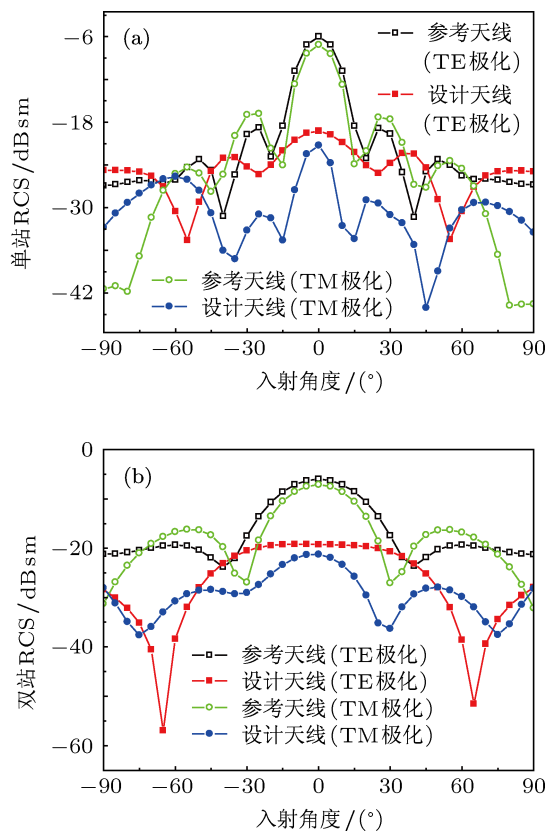 (a)
参考天线
(TE极化)
设计天线
(TE极化)
参考天线(TM极化)
设计天线(TM极化)
单站RCS/dBsm
−6
−18
−30
−42
−90 −60 −30 0 30 60 90
入射角度/(°)
(b)
参考天线(TE极化)
设计天线(TE极化)
参考天线(TM极化)
设计天线(TM极化)
双站RCS/dBsm
0
−20
−40
−60
−90 −60 −30 0 30 60 90
入射角度/(°)